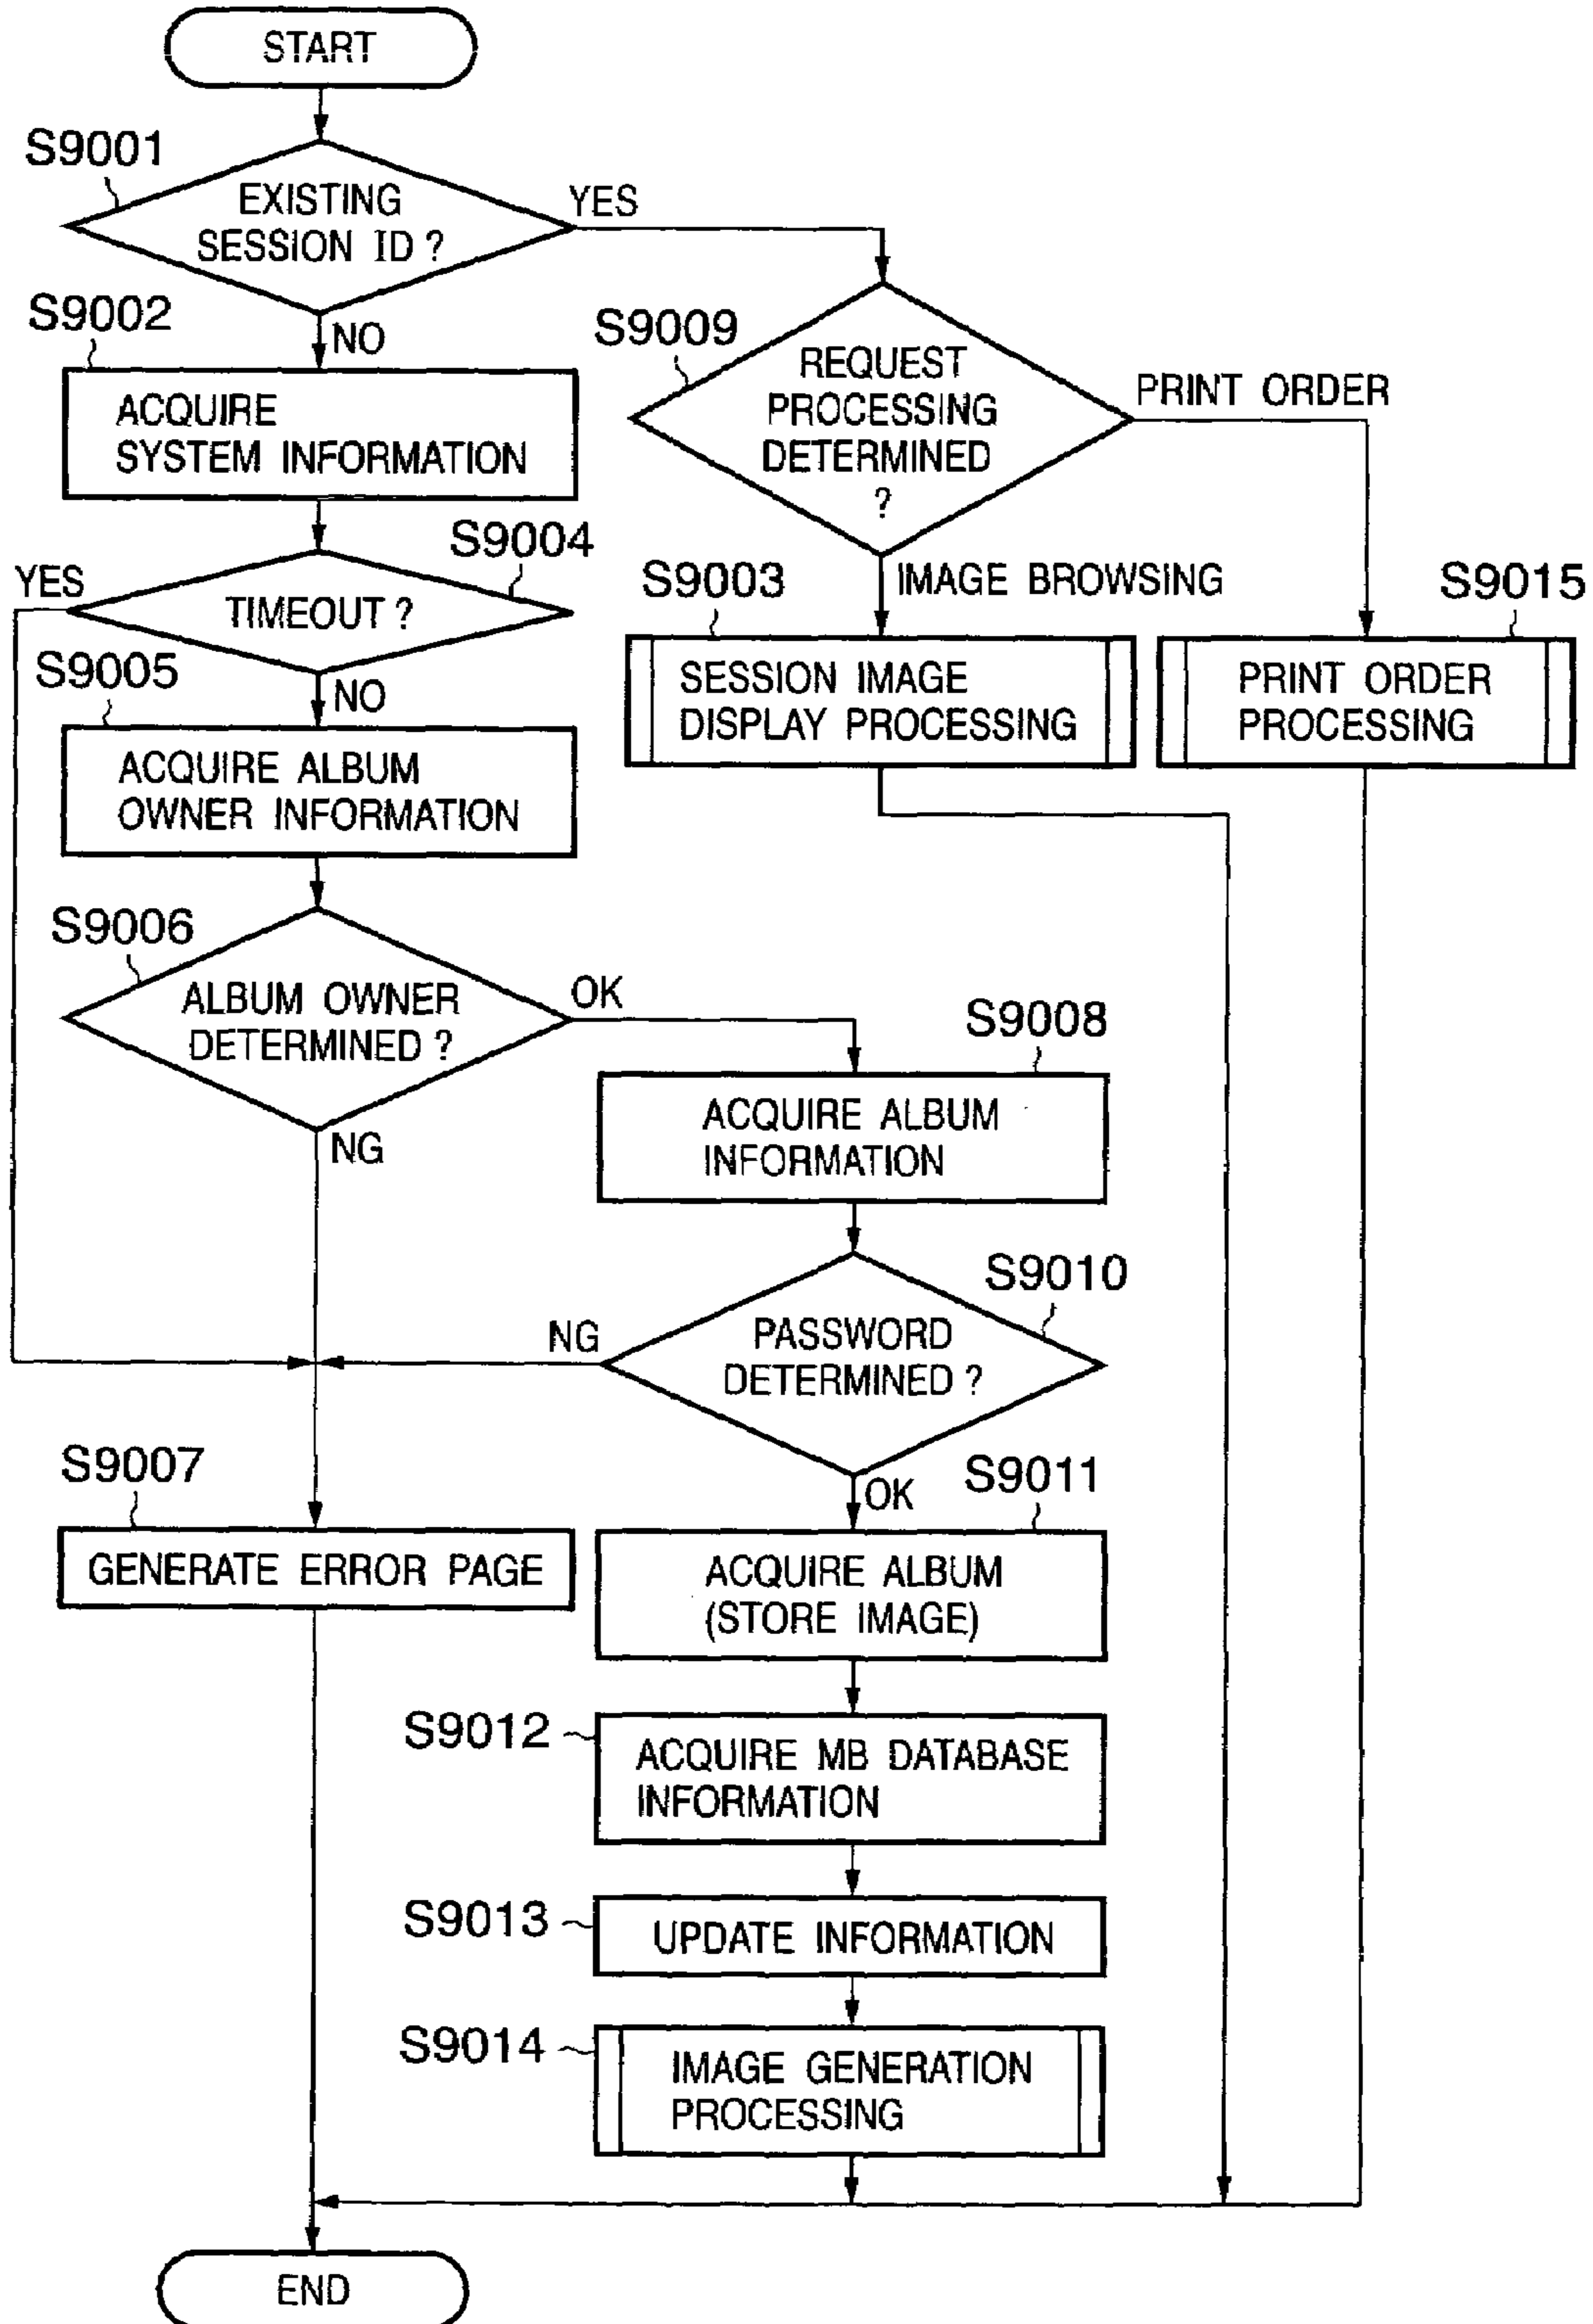 START
S9001
EXISTING
SESSION ID ?
YES
S9002
NO
ACQUIRE
SYSTEM INFORMATION
S9009
REQUEST
PROCESSING
DETERMINED
?
PRINT ORDER
S9004
YES
TIMEOUT ?
IMAGE BROWSING
S9003
SESSION IMAGE
DISPLAY PROCESSING
S9015
PRINT ORDER
PROCESSING
S9005
NO
ACQUIRE ALBUM
OWNER INFORMATION
S9006
ALBUM OWNER
DETERMINED ?
OK
NG
S9008
ACQUIRE ALBUM
INFORMATION
S9010
PASSWORD
DETERMINED ?
NG
OK
S9007
GENERATE ERROR PAGE
S9011
ACQUIRE ALBUM
(STORE IMAGE)
S9012
ACQUIRE MB DATABASE
INFORMATION
S9013
UPDATE INFORMATION
S9014
IMAGE GENERATION
PROCESSING
END